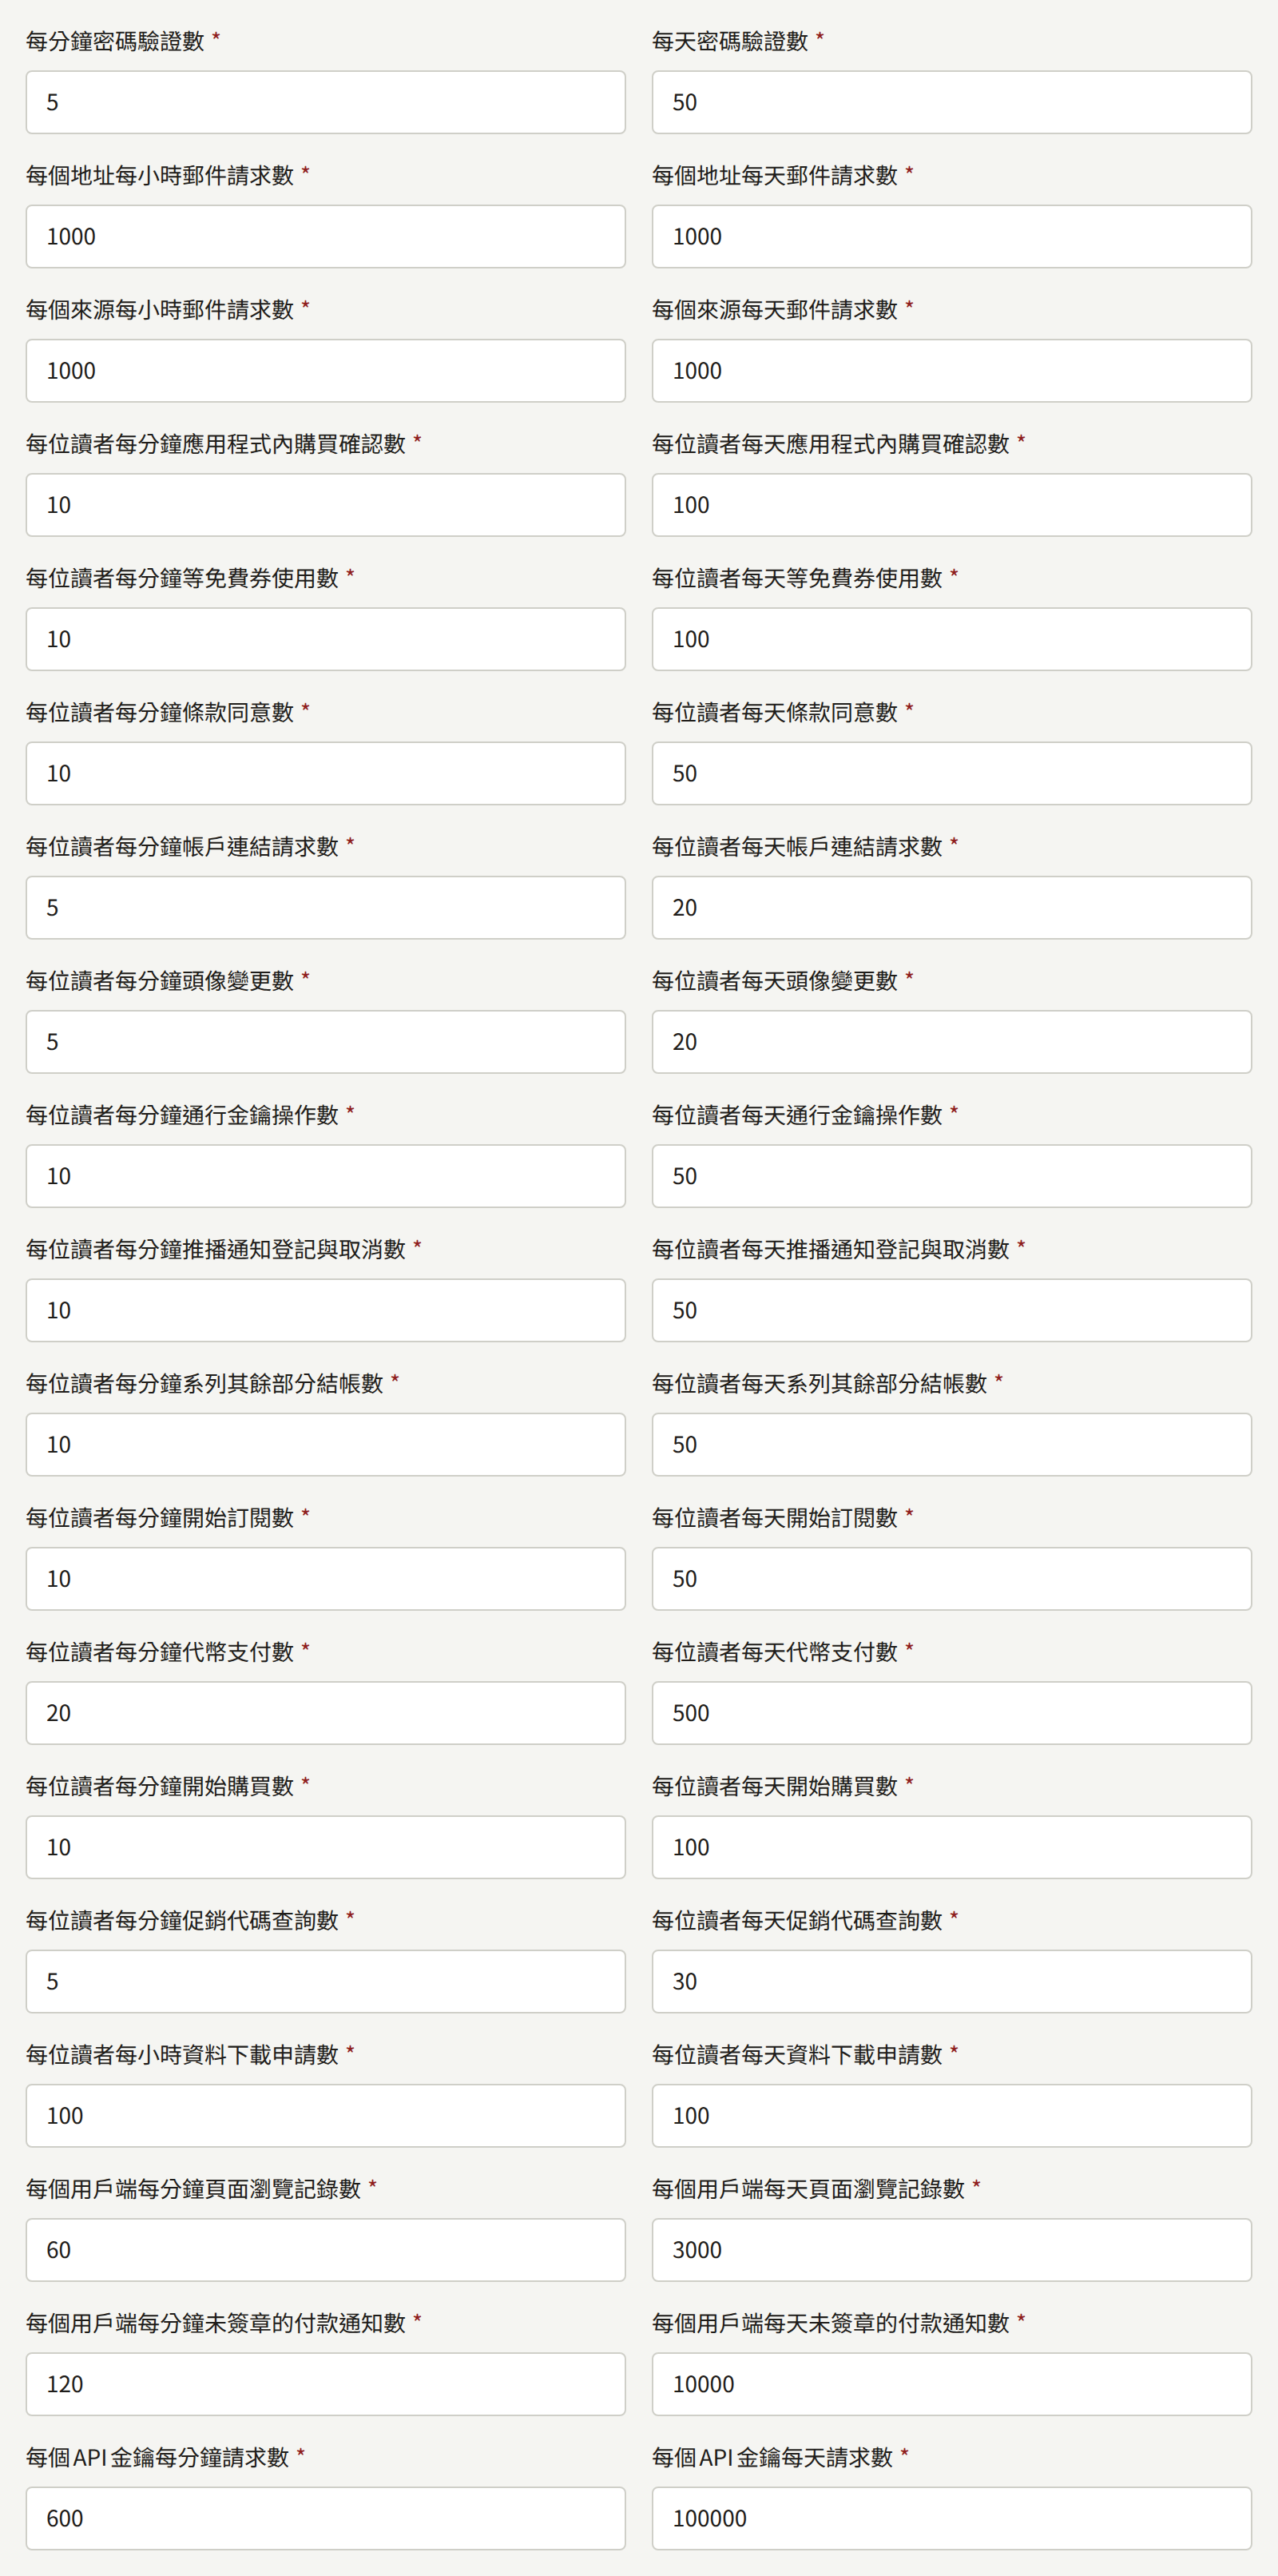 每分鐘密碼驗證數 *
每天密碼驗證數 *
5
50
每個地址每小時郵件請求數 *
每個地址每天郵件請求數 *
1000
1000
每個來源每小時郵件請求數 *
每個來源每天郵件請求數 *
1000
1000
每位讀者每分鐘應用程式內購買確認數 *
每位讀者每天應用程式內購買確認數 *
10
100
每位讀者每分鐘等免費券使用數 *
每位讀者每天等免費券使用數 *
10
100
每位讀者每分鐘條款同意數 *
每位讀者每天條款同意數 *
10
50
每位讀者每分鐘帳戶連結請求數 *
每位讀者每天帳戶連結請求數 *
5
20
每位讀者每分鐘頭像變更數 *
每位讀者每天頭像變更數 *
5
20
每位讀者每分鐘通行金鑰操作數 *
每位讀者每天通行金鑰操作數 *
10
50
每位讀者每分鐘推播通知登記與取消數 *
每位讀者每天推播通知登記與取消數 *
10
50
每位讀者每分鐘系列其餘部分結帳數 *
每位讀者每天系列其餘部分結帳數 *
10
50
每位讀者每分鐘開始訂閱數 *
每位讀者每天開始訂閱數 *
10
50
每位讀者每分鐘代幣支付數 *
每位讀者每天代幣支付數 *
20
500
每位讀者每分鐘開始購買數 *
每位讀者每天開始購買數 *
10
100
每位讀者每分鐘促銷代碼查詢數 *
每位讀者每天促銷代碼查詢數 *
5
30
每位讀者每小時資料下載申請數 *
每位讀者每天資料下載申請數 *
100
100
每個用戶端每分鐘頁面瀏覽記錄數 *
每個用戶端每天頁面瀏覽記錄數 *
60
3000
每個用戶端每分鐘未簽章的付款通知數 *
每個用戶端每天未簽章的付款通知數 *
120
10000
每個 API 金鑰每分鐘請求數 *
每個 API 金鑰每天請求數 *
600
100000